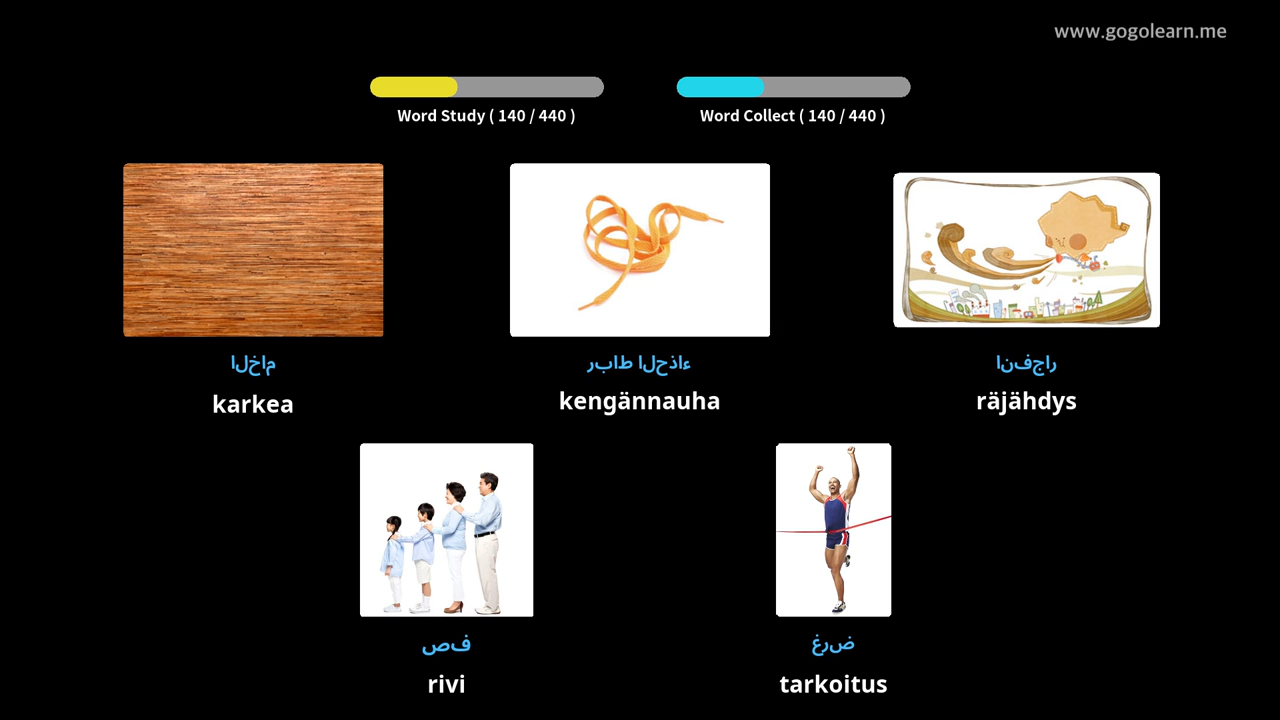 www.gogolearn.me
Word Study ( 140 / 440 )
Word Collect ( 140 / 440 )
الخام
karkea
رباط الحذاء
kengännauha
انفجار
räjähdys
صف
rivi
غرض
tarkoitus